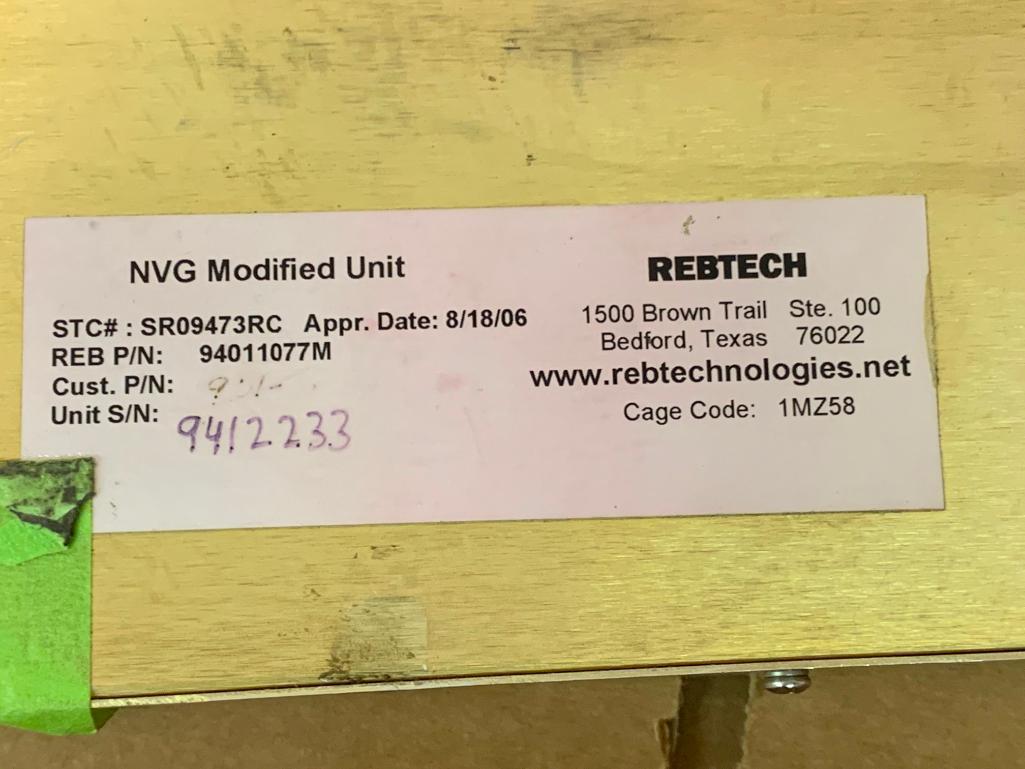 NVG Modified Unit
STC# : SR09473RC Appr. Date: 8/18/06
REB P/N: 94011077M
Cust. P/N:
Unit S/N: 9412233
REBTECH
1500 Brown Trail Ste. 100
Bedford, Texas 76022
www.rebtechnologies.net
Cage Code: 1MZ58